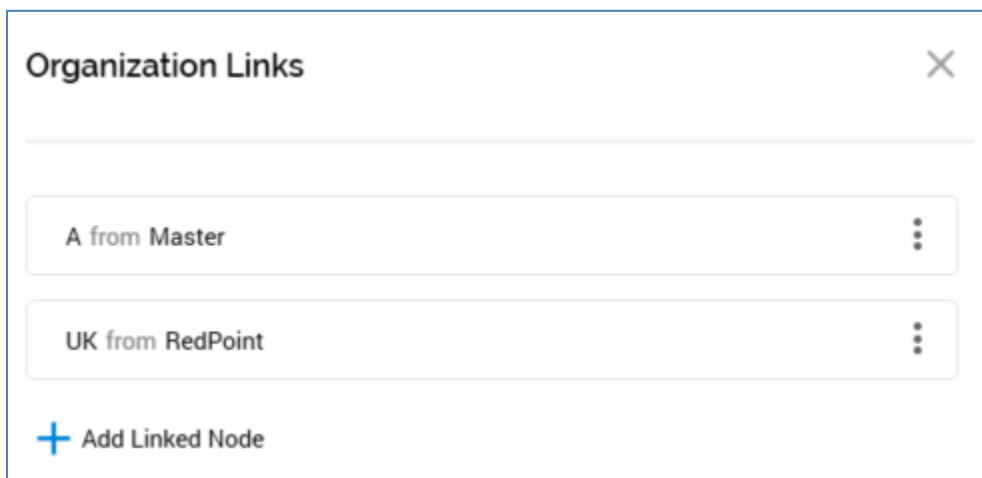 Organization Links
A from Master
UK from RedPoint
Add Linked Node